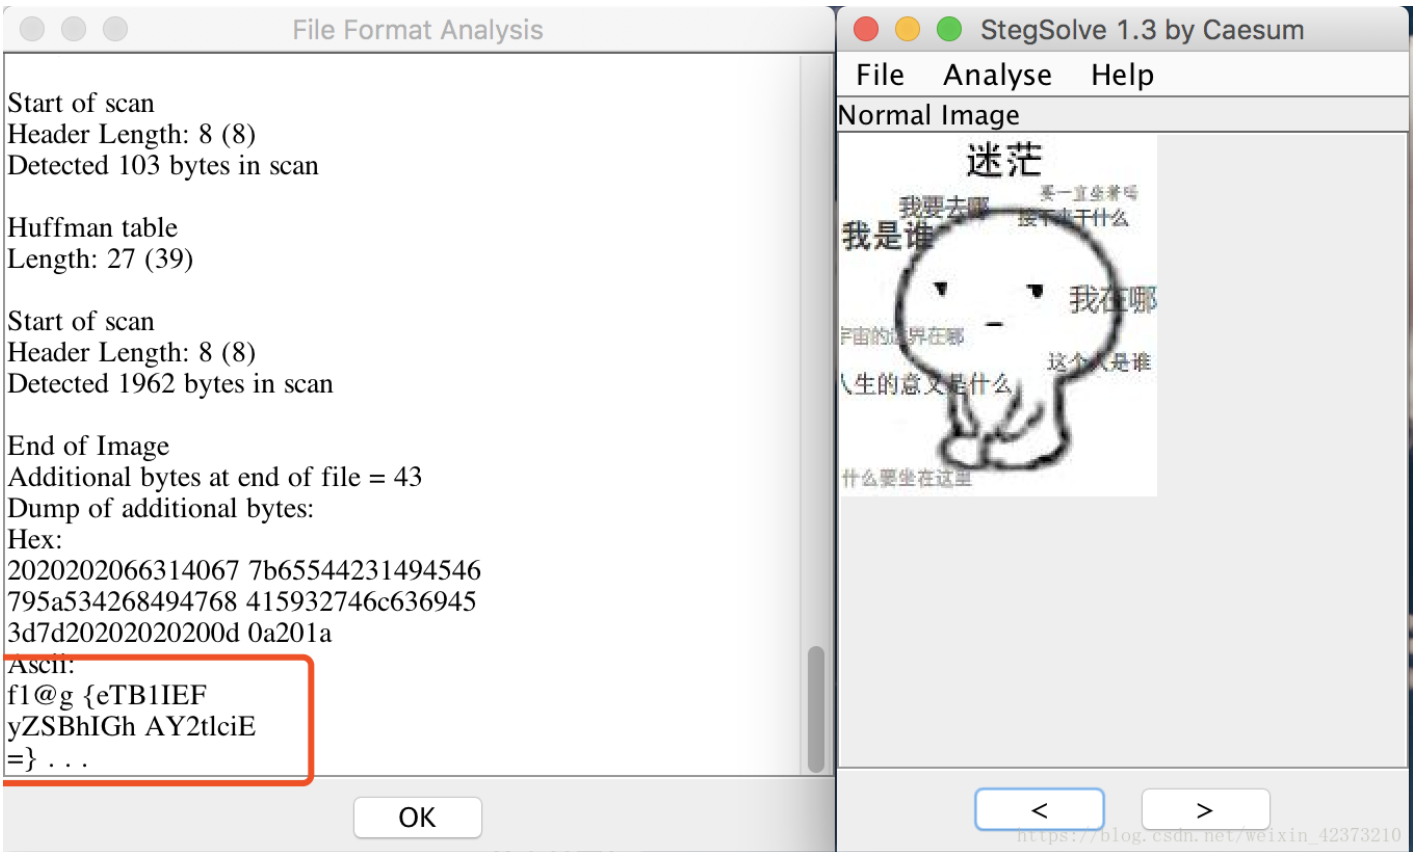 File Format Analysis
Start of scan
Header Length: 8 (8)
Detected 103 bytes in scan
Huffman table
Length: 27 (39)
Start of scan
Header Length: 8 (8)
Detected 1962 bytes in scan
End of Image
Additional bytes at end of file = 43
Dump of additional bytes:
Hex:
2020202066314067 7b65544231494546
795a534268494768 415932746c636945
3d7d20202020200d 0a201a
Ascii:
f1@g {eTB1IEF
yZSBhIGh AY2tlciE
=} . . .
OK
StegSolve 1.3 by Caesum
File Analyse Help
Normal Image
迷茫
要一直坐着吗
我要去哪
接下来干什么
我是谁
我在哪
宇宙的边界在哪
这个人是谁
人生的意义是什么
什么要坐在这里
< >
https://blog.csdn.net/weixin_42373210